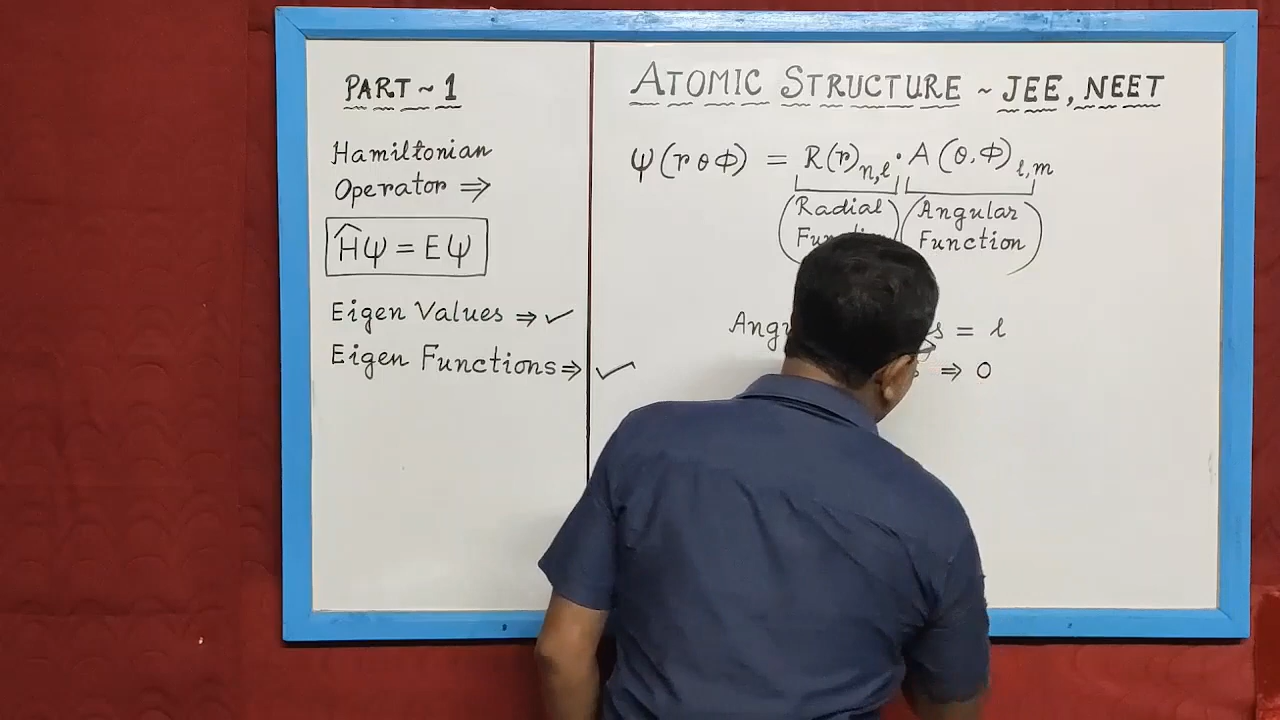 PART ~ 1
Hamiltonian
Operator ⇒
Ĥψ = Eψ
Eigen Values ⇒ ✓
Eigen Functions ⇒ ✓
ATOMIC STRUCTURE ~ JEE, NEET
ψ(r θ ϕ) = R(r)n,ℓ · A(θ,ϕ)ℓ,m
(Radial (Angular
Function)
= ℓ
⇒ 0